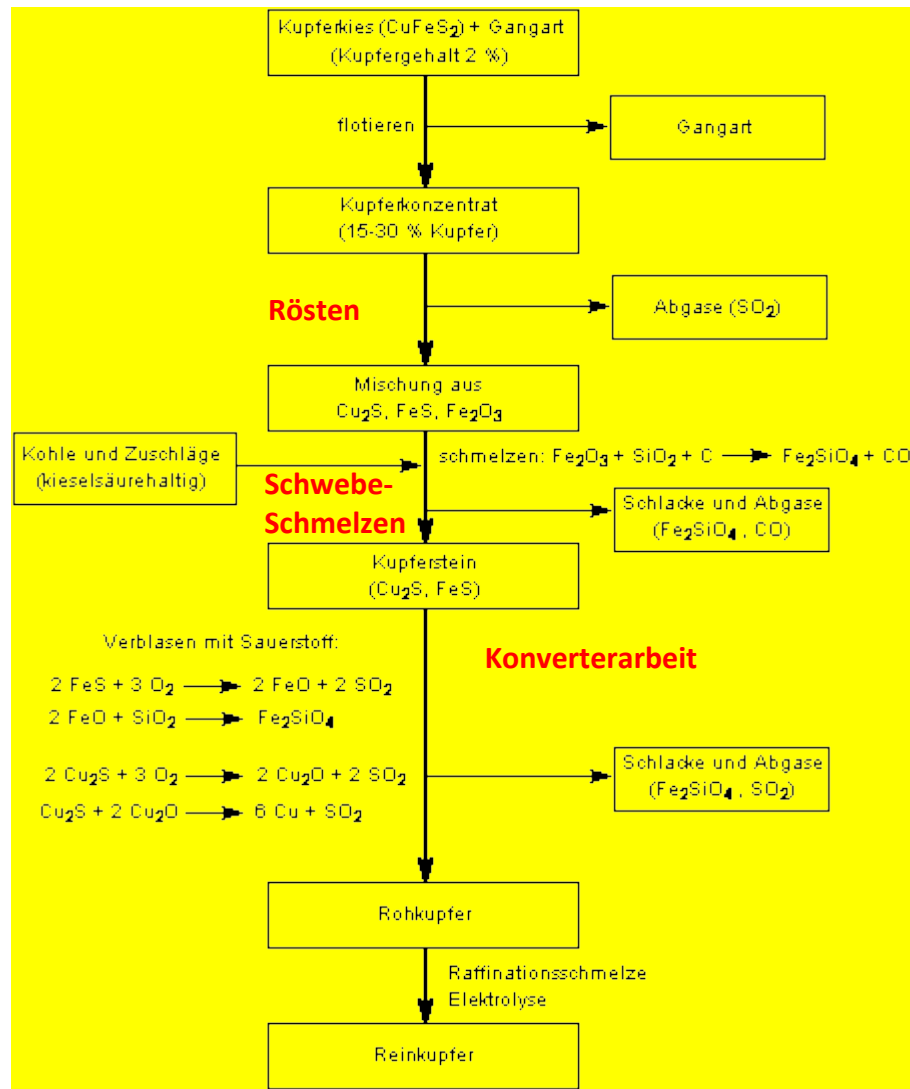 Kupferkies (CuFeS₂) + Gangart
(Kupfergehalt 2 %)
flotieren
Gangart
Kupferkonzentrat
(15-30 % Kupfer)
Rösten
Abgase (SO₂)
Mischung aus
Cu₂S, FeS, Fe₂O₃
Kohle und Zuschläge
(kieselsäurehaltig)
schmelzen: Fe₂O₃ + SiO₂ + C → Fe₂SiO₄ + CO
Schwebe-
Schmelzen
Schlacke und Abgase
(Fe₂SiO₄ , CO)
Kupferstein
(Cu₂S, FeS)
Verblasen mit Sauerstoff:
Konverterarbeit
2 FeS + 3 O₂ → 2 FeO + 2 SO₂
2 FeO + SiO₂ → Fe₂SiO₄
2 Cu₂S + 3 O₂ → 2 Cu₂O + 2 SO₂
Cu₂S + 2 Cu₂O → 6 Cu + SO₂
Schlacke und Abgase
(Fe₂SiO₄ , SO₂)
Rohkupfer
Raffinationsschmelze
Elektrolyse
Reinkupfer